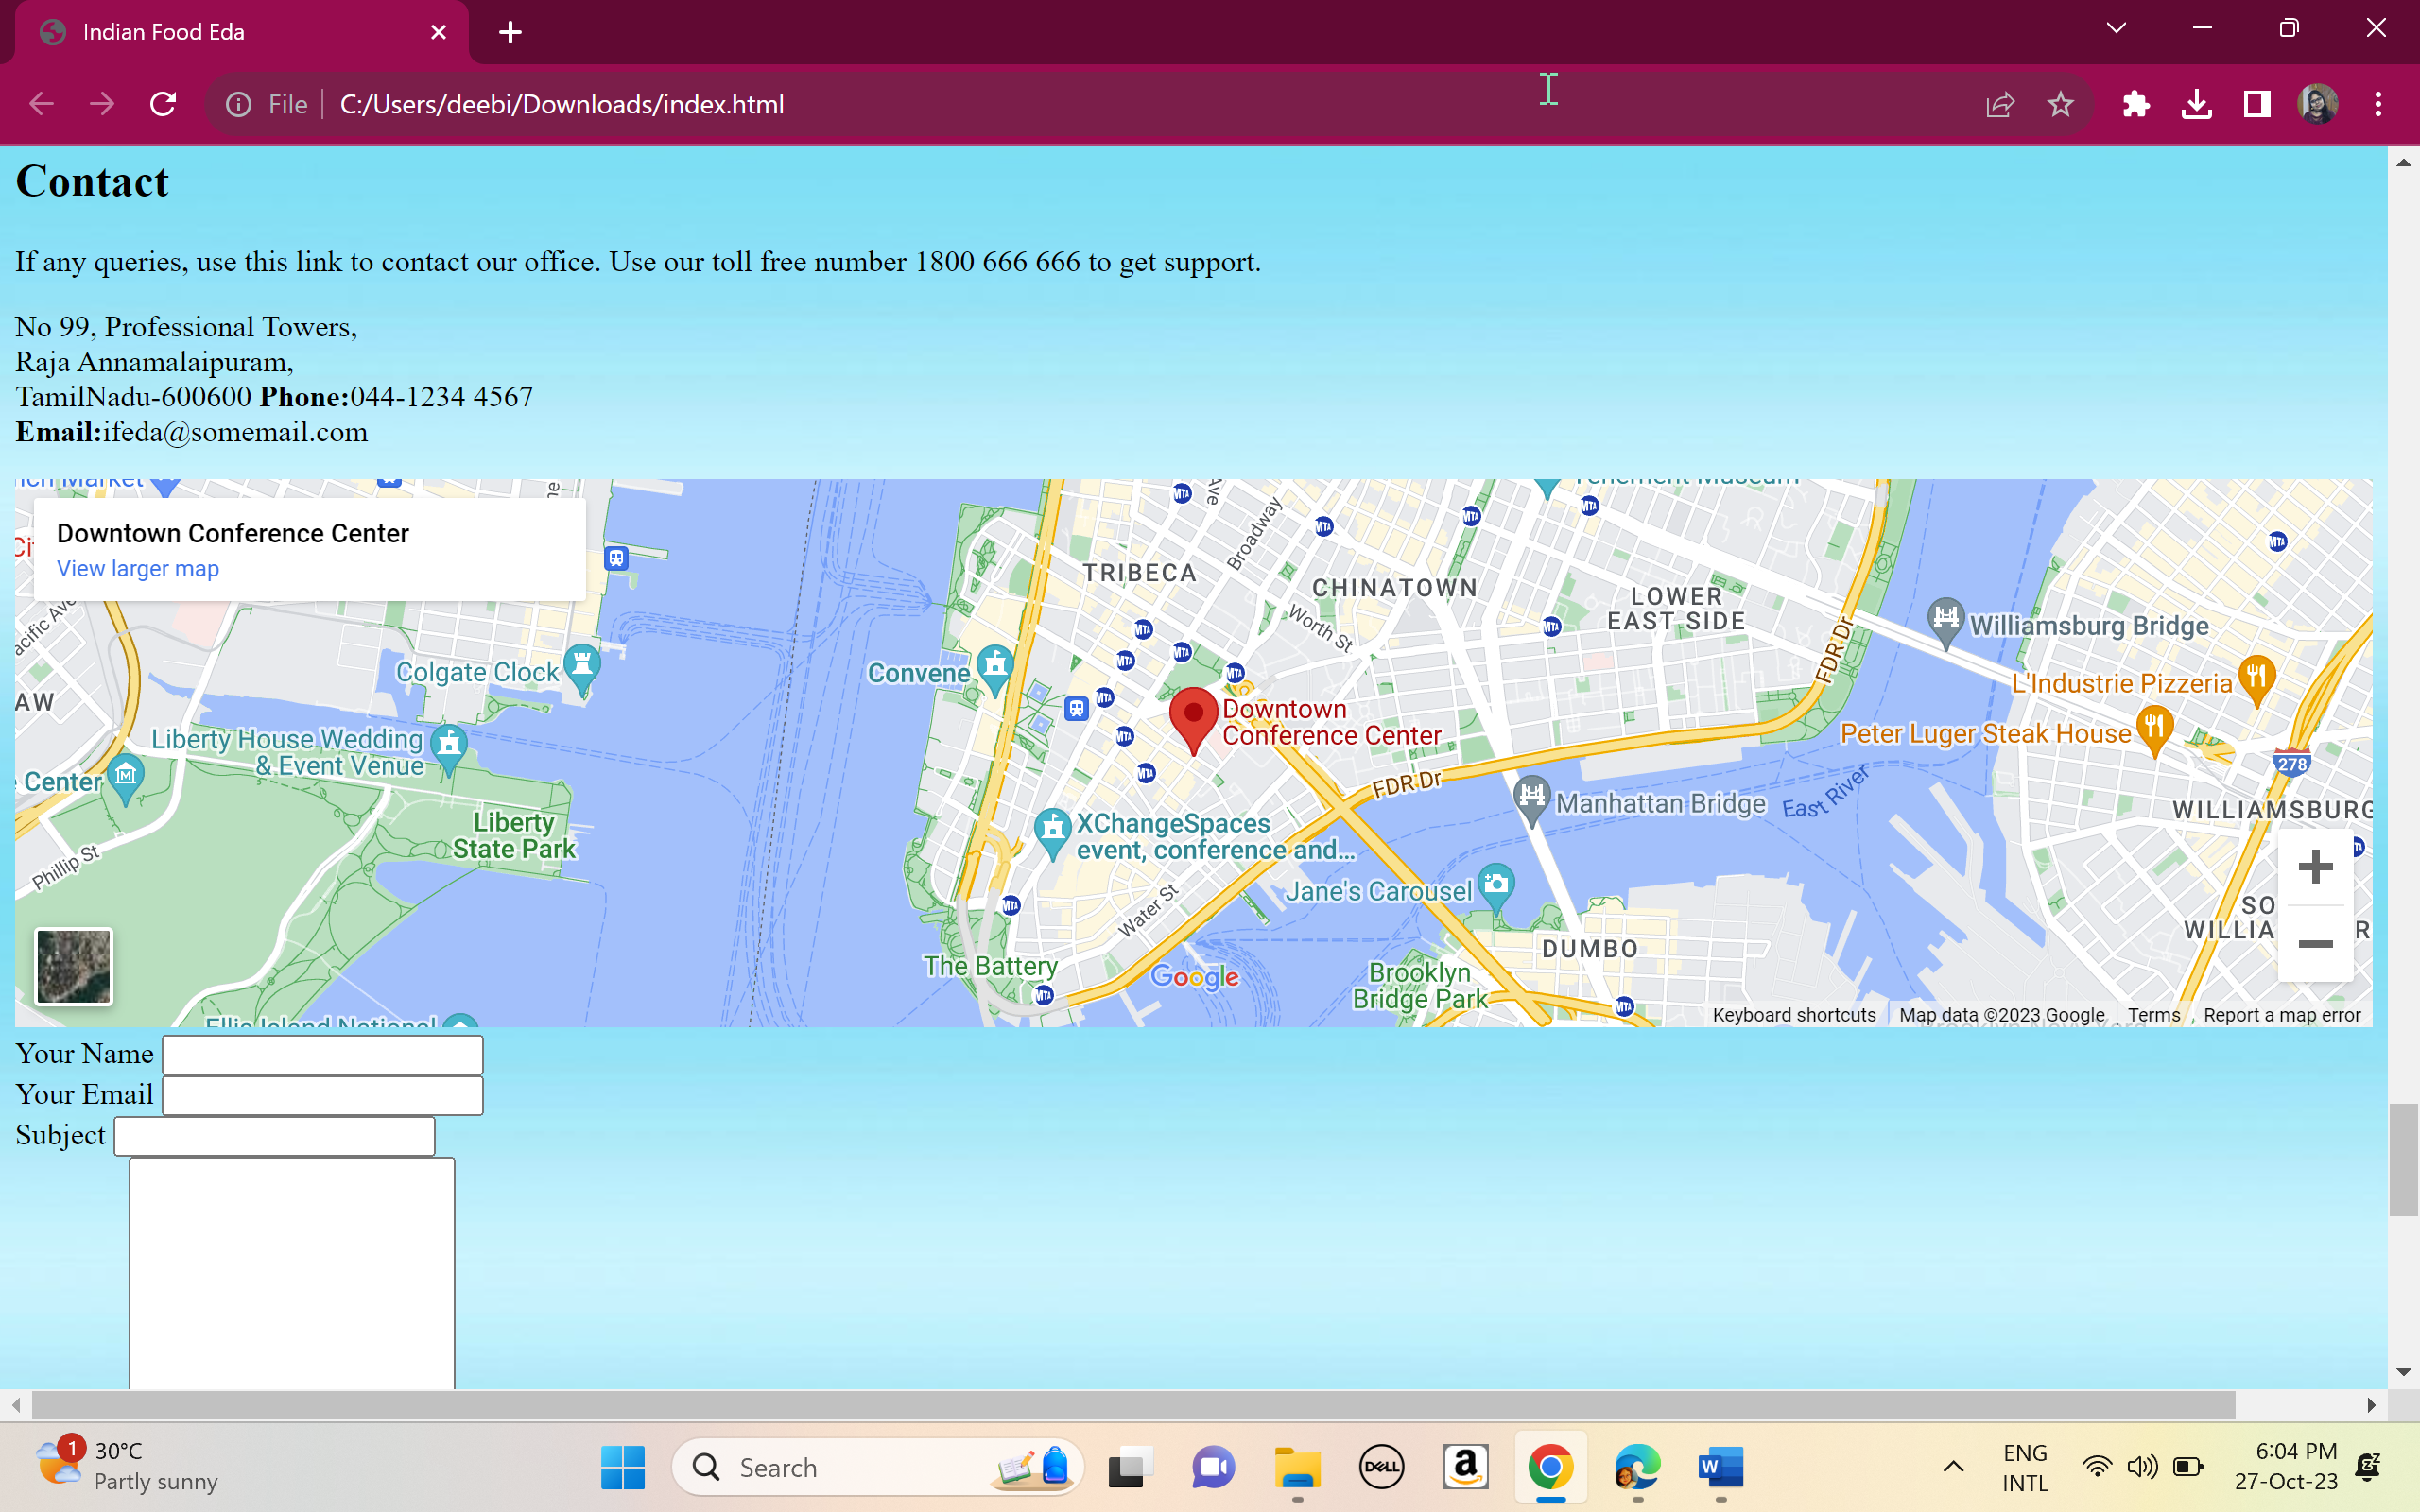 Indian Food Eda
File
C:/Users/deebi/Downloads/index.html
Contact
If any queries, use this link to contact our office. Use our toll free number 1800 666 666 to get support.
No 99, Professional Towers,
Raja Annamalaipuram,
TamilNadu-600600 Phone:044-1234 4567
Email:ifeda@somemail.com
Downtown Conference Center
View larger map
Broadway
Ave
TRIBECA
CHINATOWN
LOWER
EAST SIDE
Worth St
FDR Dr
Williamsburg Bridge
Colgate Clock
Convene
L'Industrie Pizzeria
AW
Downtown
Conference Center
Peter Luger Steak House
Liberty House Wedding
& Event Venue
Center
278
FDR Dr
Manhattan Bridge
East River
WILLIAMSBURG
XChangeSpaces
event, conference and...
Liberty
State Park
Phillip St
Jane's Carousel
Water St
SO
WILLIA R
DUMBO
The Battery
Google
Brooklyn
Bridge Park
Keyboard shortcuts
Map data ©2023 Google
Terms
Report a map error
Ellis Island National
Your Name
Your Email
Subject
1
30°C
Partly sunny
Search
DELL
a
W
ENG
INTL
6:04 PM
27-Oct-23